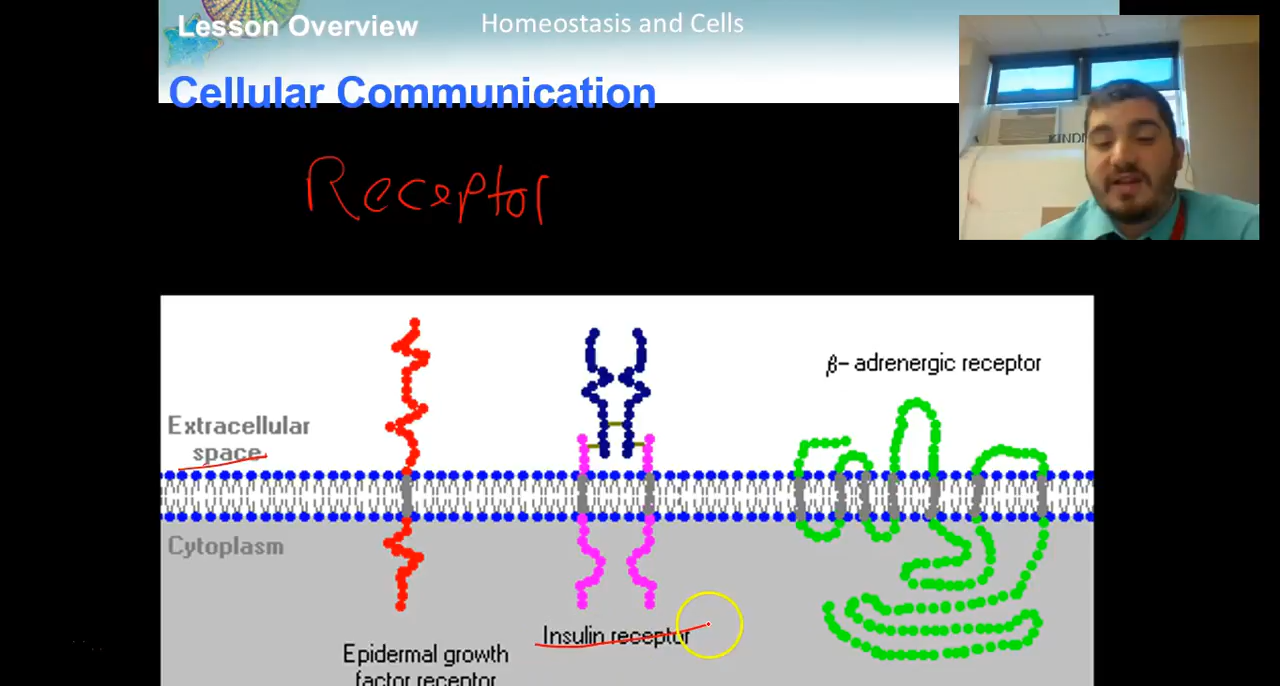 Lesson Overview
Homeostasis and Cells
Cellular Communication
Receptor
β- adrenergic receptor
Extracellular
space
Cytoplasm
Insulin receptor
Epidermal growth
factor receptor